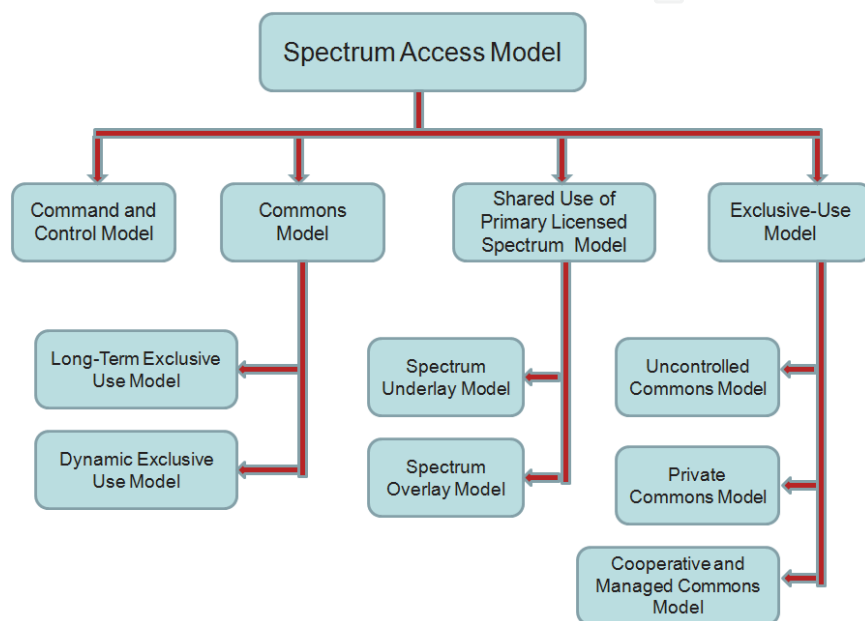 Spectrum Access Model
Command and
Control Model
Commons
Model
Shared Use of
Primary Licensed
Spectrum Model
Exclusive-Use
Model
Long-Term Exclusive
Use Model
Dynamic Exclusive
Use Model
Spectrum
Underlay Model
Spectrum
Overlay Model
Uncontrolled
Commons Model
Private
Commons Model
Cooperative and
Managed Commons
Model